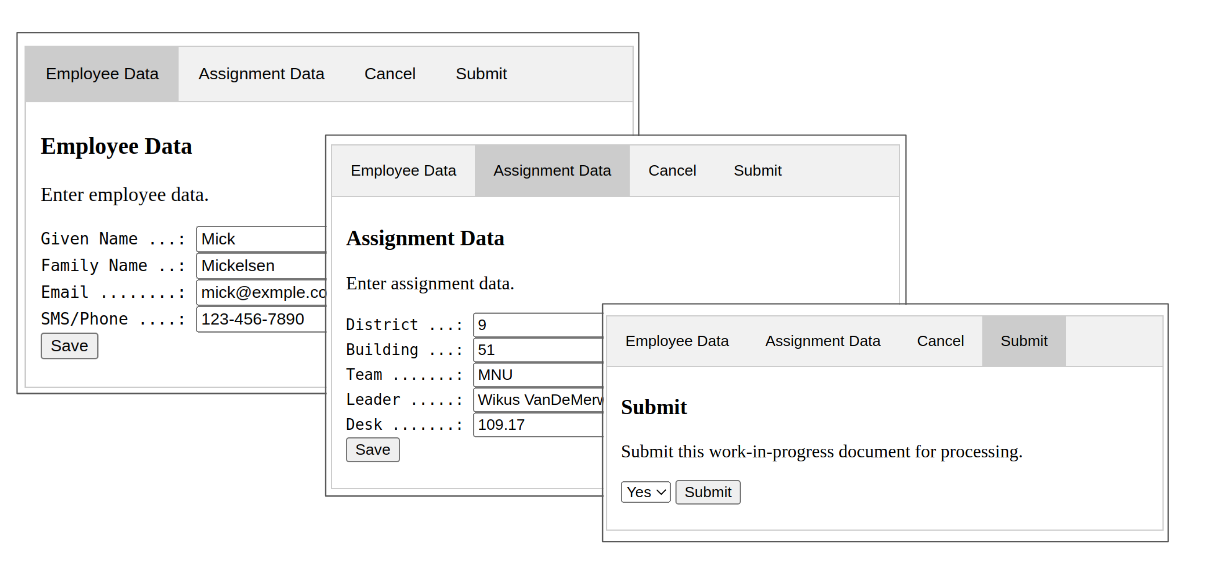 Employee Data Assignment Data Cancel Submit
Employee Data
Enter employee data.
Given Name ...: Mick
Family Name ..: Mickelsen
Email ........: mick@exmple.co
SMS/Phone ....: 123-456-7890
Save
Employee Data Assignment Data Cancel Submit
Assignment Data
Enter assignment data.
District ...: 9
Building ...: 51
Team .......: MNU
Leader .....: Wikus VanDeMerw
Desk .......: 109.17
Save
Employee Data Assignment Data Cancel Submit
Submit
Submit this work-in-progress document for processing.
Yes Submit